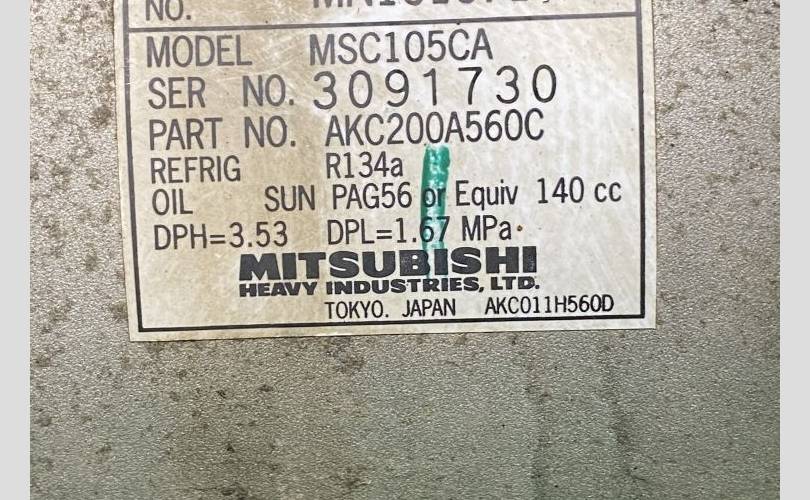 NO.
MODEL MSC105CA
SER NO. 3091730
PART NO. AKC200A560C
REFRIG R134a
OIL SUN PAG56 or Equiv 140 cc
DPH=3.53 DPL=1.67 MPa
MITSUBISHI
HEAVY INDUSTRIES, LTD.
TOKYO. JAPAN AKC011H560D